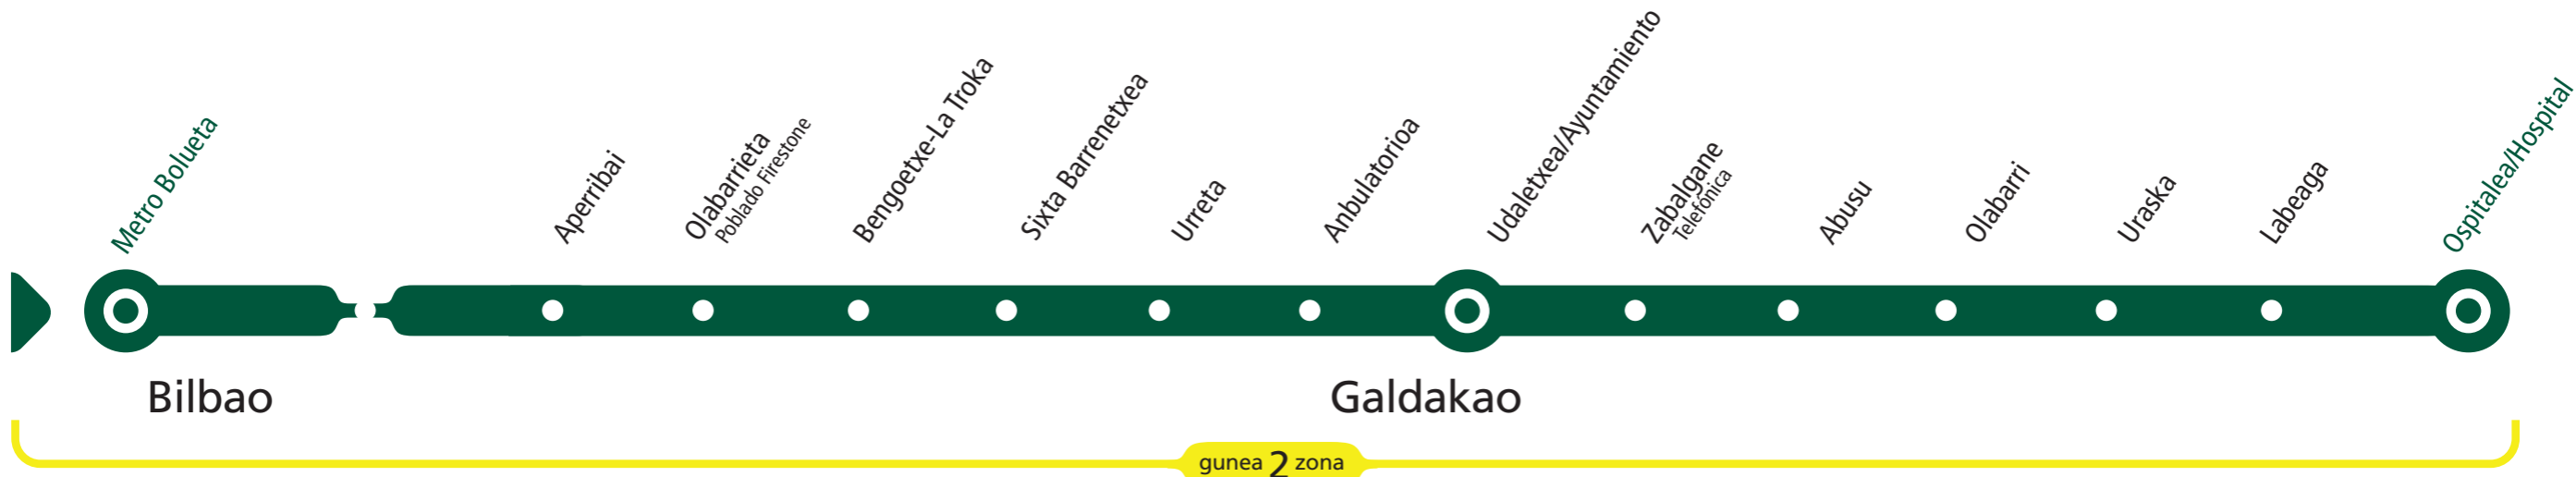 Metro Bolueta
Aperribai
Olabarrieta
Poblado Firestone
Bengoetxe-La Troka
Sixta Barrenetxea
Urreta
Anbulatorioa
Udaletxea/Ayuntamiento
Zabalgane
Telefónica
Abusu
Olabarri
Uraska
Labeaga
Ospitalea/Hospital
Bilbao
Galdakao
gunea 2 zona